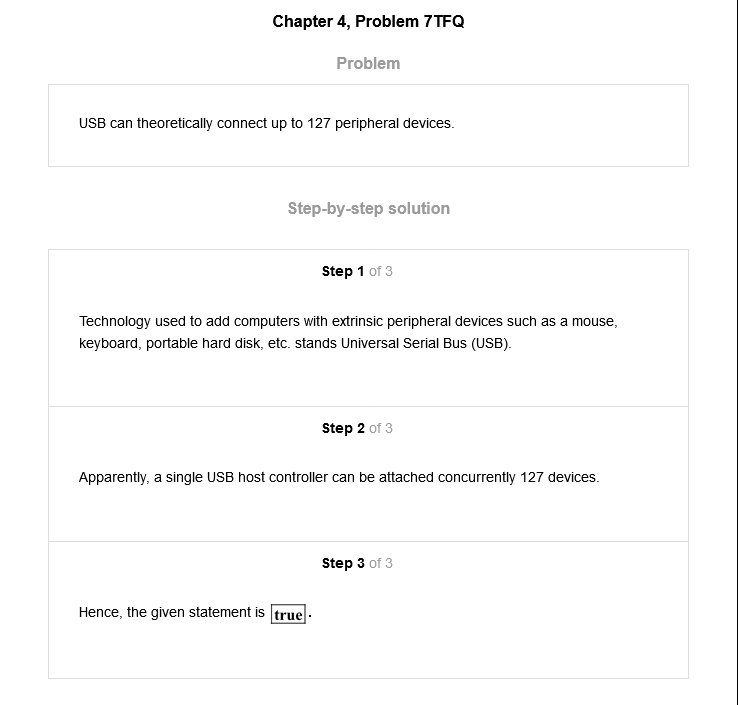 Chapter 4, Problem 7TFQ
Problem
USB can theoretically connect up to 127 peripheral devices.
Step-by-step solution
Step 1 of 3
Technology used to add computers with extrinsic peripheral devices such as a mouse,
keyboard, portable hard disk, etc. stands Universal Serial Bus (USB).
Step 2 of 3
Apparently, a single USB host controller can be attached concurrently 127 devices.
Step 3 of 3
Hence, the given statement is true.